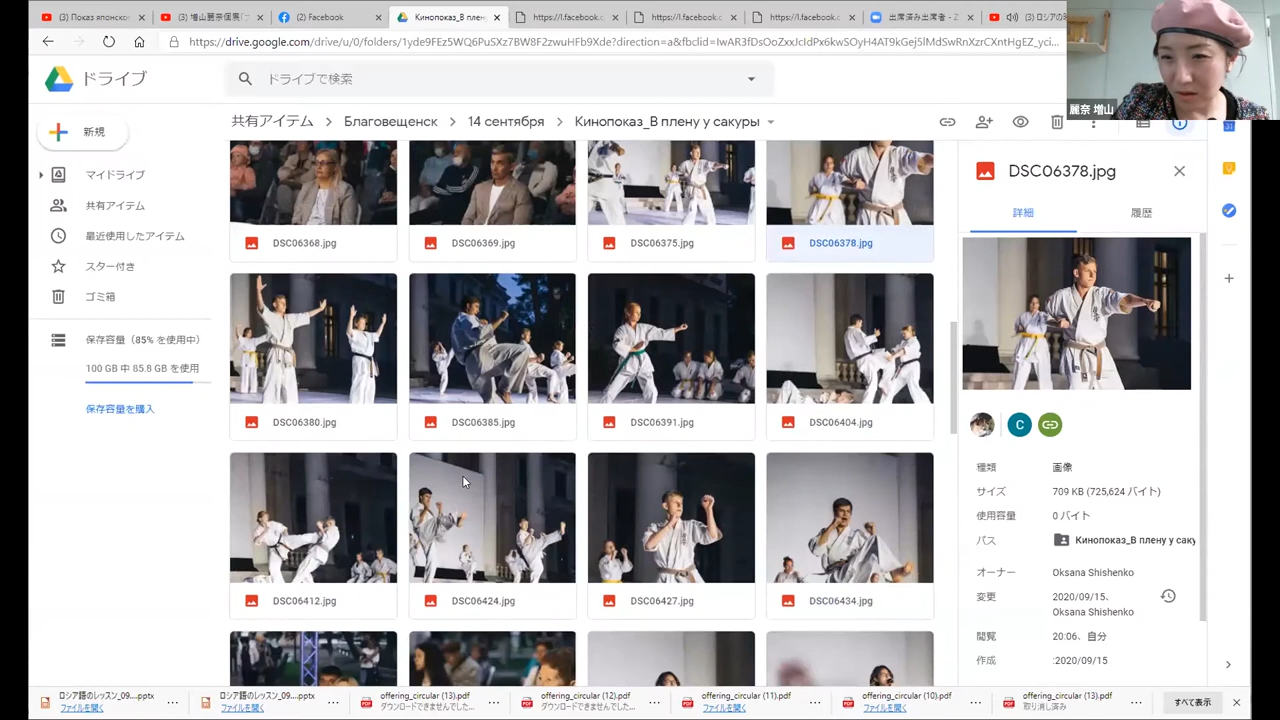 (3) Показ японског
(3) 増山麗奈個展「ア
(2) Facebook
Кинопоказ_В плену
https://l.facebook.c
https://l.facebook.c
https://l.facebook.c
出席済み出席者 - Z
(3) ロシアの
https://drive.google.com/drive/u/0/folders/1yde9FEz5WQ6PuSXz7BW8F2zwuHFb9Xde?direction=a&fbclid=
麗奈 増山
ドライブ
ドライブで検索
新規
共有アイテム
14 сентября
Кинопоказ_В плену у сакуры
マイドライブ
共有アイテム
最近使用したアイテム
スター付き
ゴミ箱
保存容量（85% を使用中）
100 GB 中 85.8 GB を使用
保存容量を購入
DSC06368.jpg
DSC06369.jpg
DSC06375.jpg
DSC06378.jpg
DSC06380.jpg
DSC06385.jpg
DSC06391.jpg
DSC06404.jpg
DSC06412.jpg
DSC06424.jpg
DSC06427.jpg
DSC06434.jpg
DSC06378.jpg
詳細
履歴
C
種類
画像
サイズ
709 KB (725,624 バイト)
使用容量
0 バイト
パス
Кинопоказ_В плену у саку
オーナー
Oksana Shishenko
変更
2020/09/15、
Oksana Shishenko
閲覧
20:06、自分
作成
:2020/09/15
31
ロシア語のレッスン_09....pptx
ファイルを開く
ロシア語のレッスン_09....pptx
ファイルを開く
offering_circular (13).pdf
ダウンロードできませんでした...
offering_circular (12).pdf
ダウンロードできませんでした...
offering_circular (11).pdf
ファイルを開く
offering_circular (10).pdf
ファイルを開く
offering_circular (13).pdf
取り消し済み
すべて表示